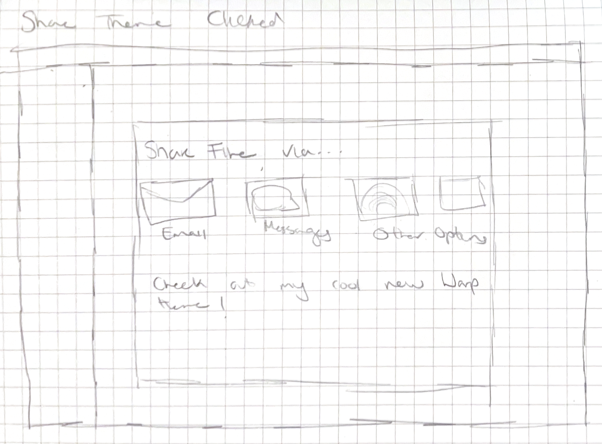 Share Theme Clicked
Share File via...
Email Messages Other Options
Check out my cool new Warp
theme!